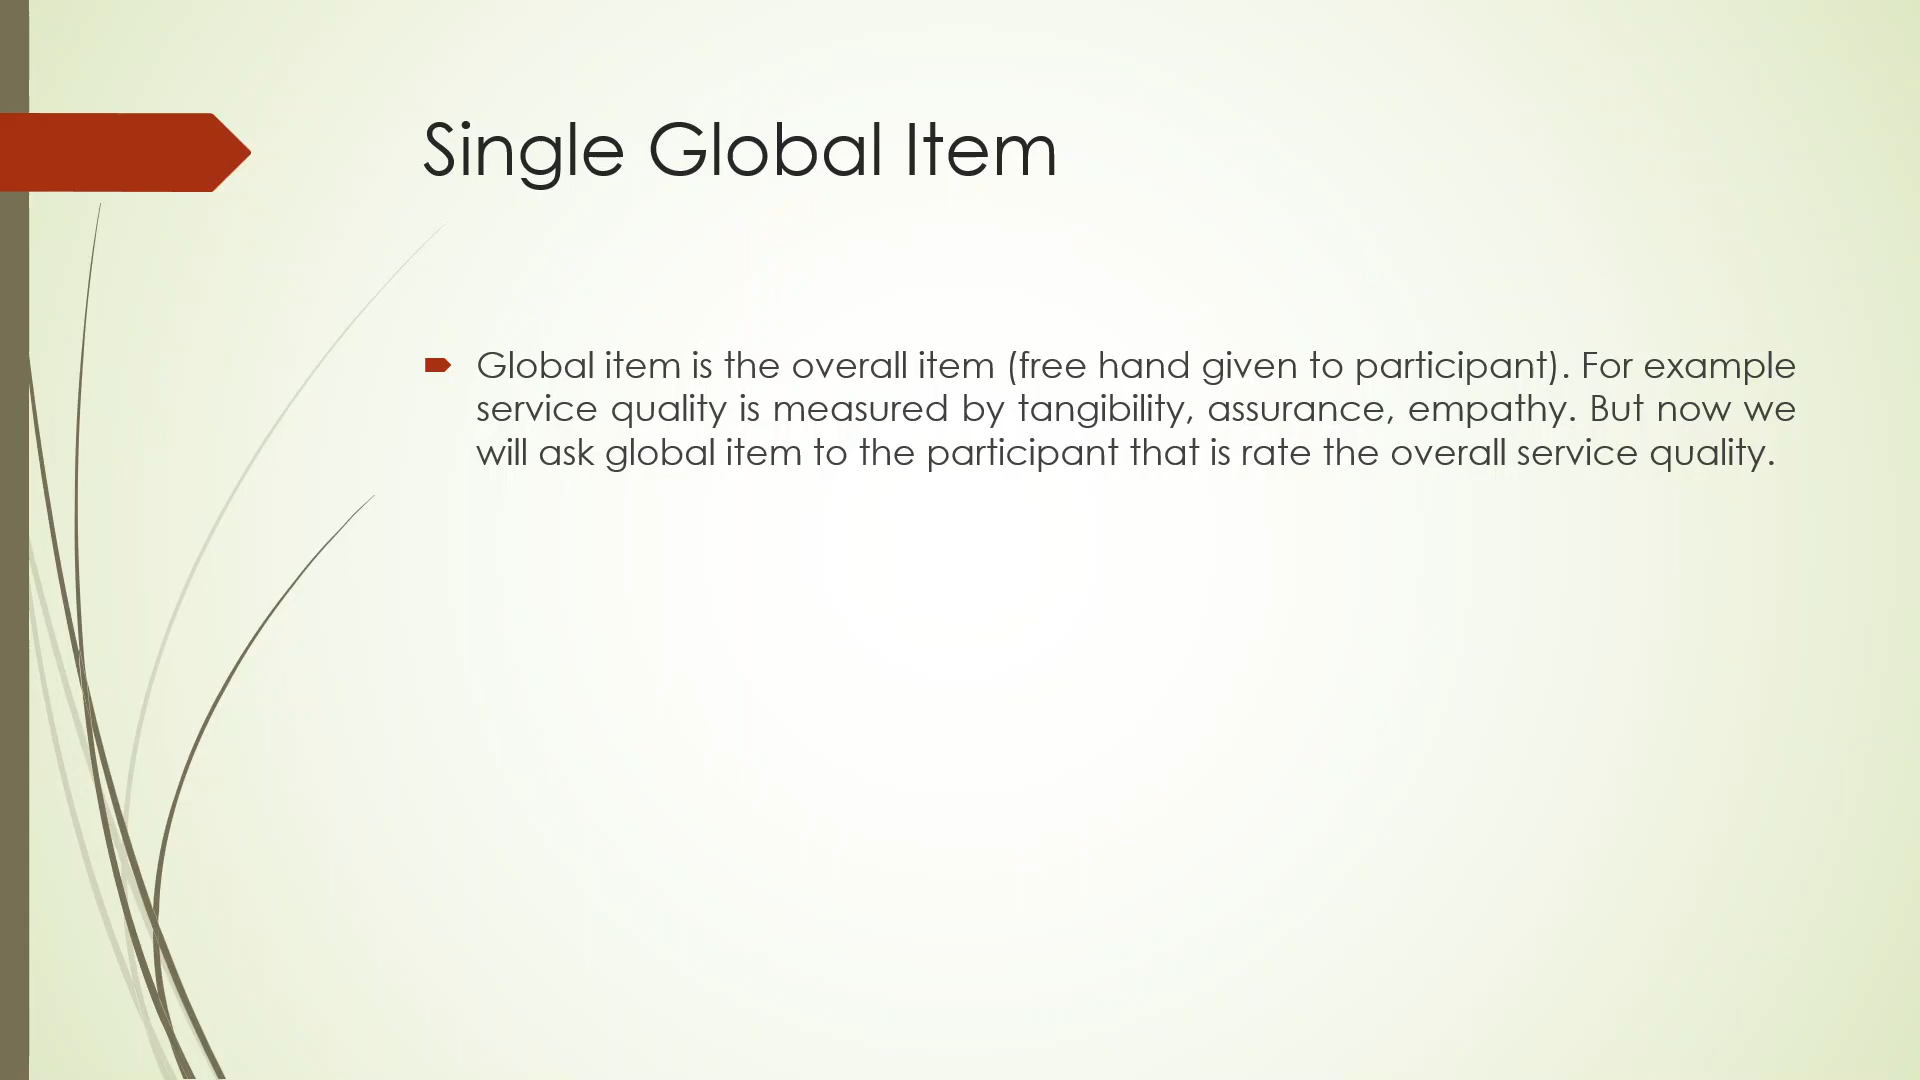 Single Global Item
Global item is the overall item (free hand given to participant). For example
service quality is measured by tangibility, assurance, empathy. But now we
will ask global item to the participant that is rate the overall service quality.